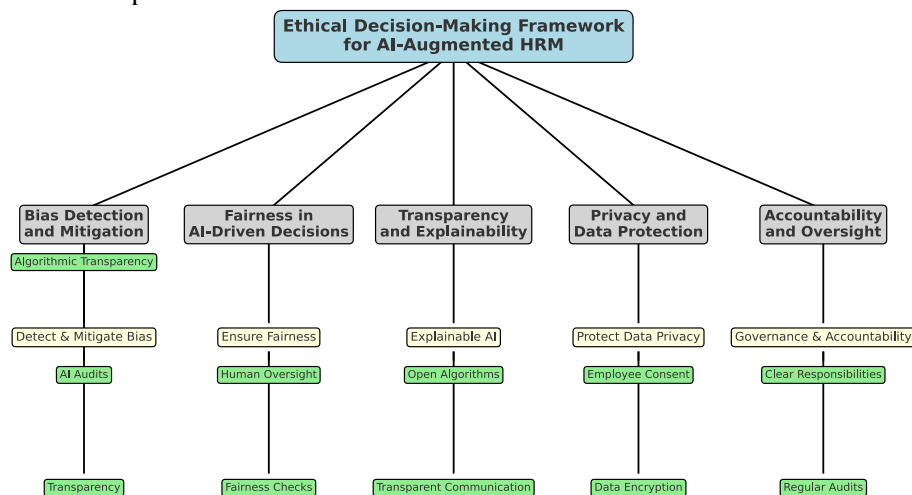 Ethical Decision-Making Framework
for AI-Augmented HRM
Bias Detection
and Mitigation
Fairness in
AI-Driven Decisions
Transparency
and Explainability
Privacy and
Data Protection
Accountability
and Oversight
Algorithmic Transparency
Detect & Mitigate Bias
Ensure Fairness
Explainable AI
Protect Data Privacy
Governance & Accountability
AI Audits
Human Oversight
Open Algorithms
Employee Consent
Clear Responsibilities
Transparency
Fairness Checks
Transparent Communication
Data Encryption
Regular Audits